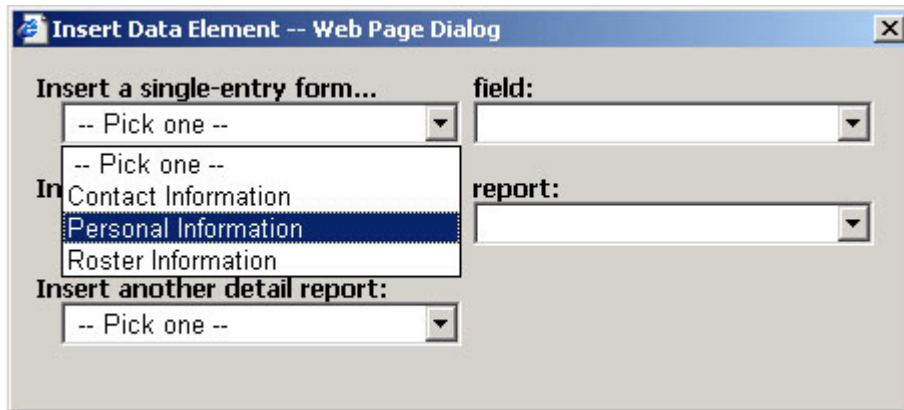 Insert Data Element -- Web Page Dialog
Insert a single-entry form... field:
-- Pick one --
-- Pick one --
In report:
Contact Information
Personal Information
Roster Information
Insert another detail report:
-- Pick one --